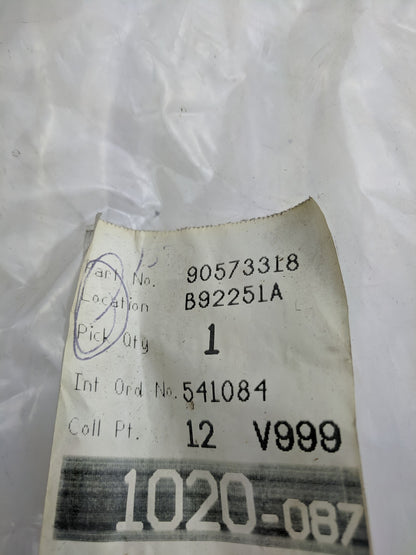 Part No. 90573318
Location B92251A
Pick Qty 1
Int Ord No. 541084
Coll Pt. 12 V999
1020-087